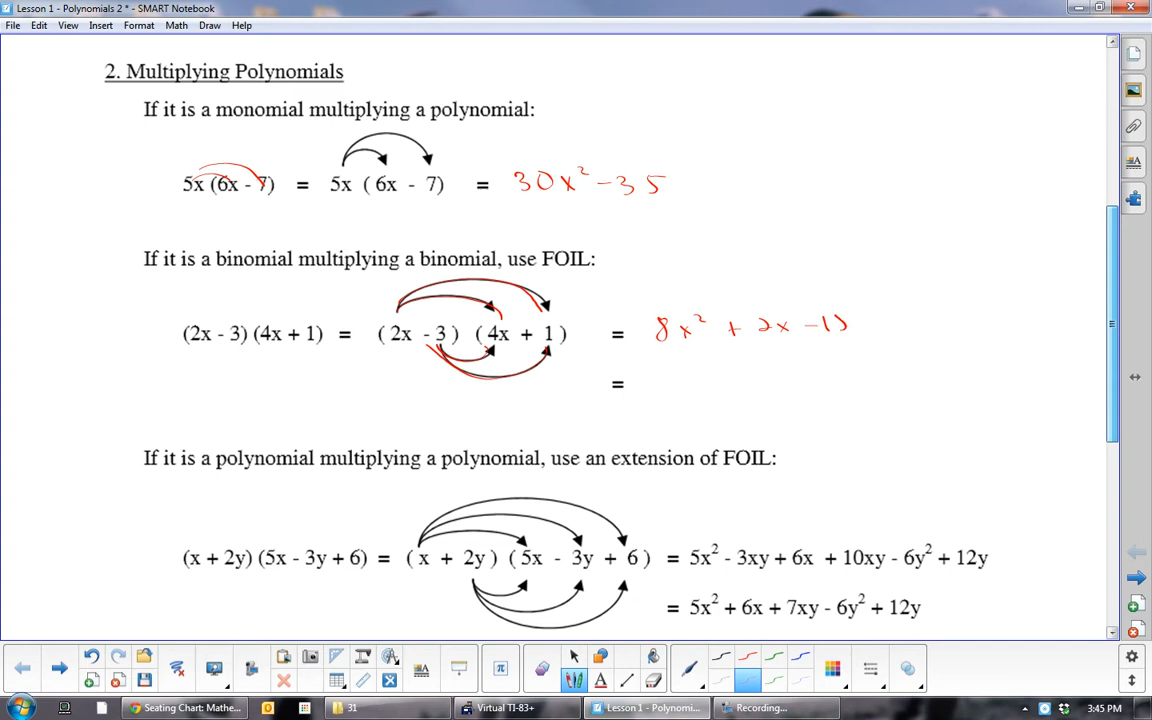 Lesson 1 - Polynomials 2 * - SMART Notebook
File Edit View Insert Format Math Draw Help
2. Multiplying Polynomials
If it is a monomial multiplying a polynomial:
5x (6x - 7) = 5x ( 6x - 7) = 30x² - 35
If it is a binomial multiplying a binomial, use FOIL:
(2x - 3) (4x + 1) = ( 2x - 3 ) ( 4x + 1 ) = 8x² + 2x - 1
=
If it is a polynomial multiplying a polynomial, use an extension of FOIL:
(x + 2y) (5x - 3y + 6) = ( x + 2y ) ( 5x - 3y + 6 ) = 5x² - 3xy + 6x + 10xy - 6y² + 12y
= 5x² + 6x + 7xy - 6y² + 12y
Seating Chart: Mathe... 31 Virtual TI-83+ Lesson 1 - Polynomi... Recording... 3:45 PM